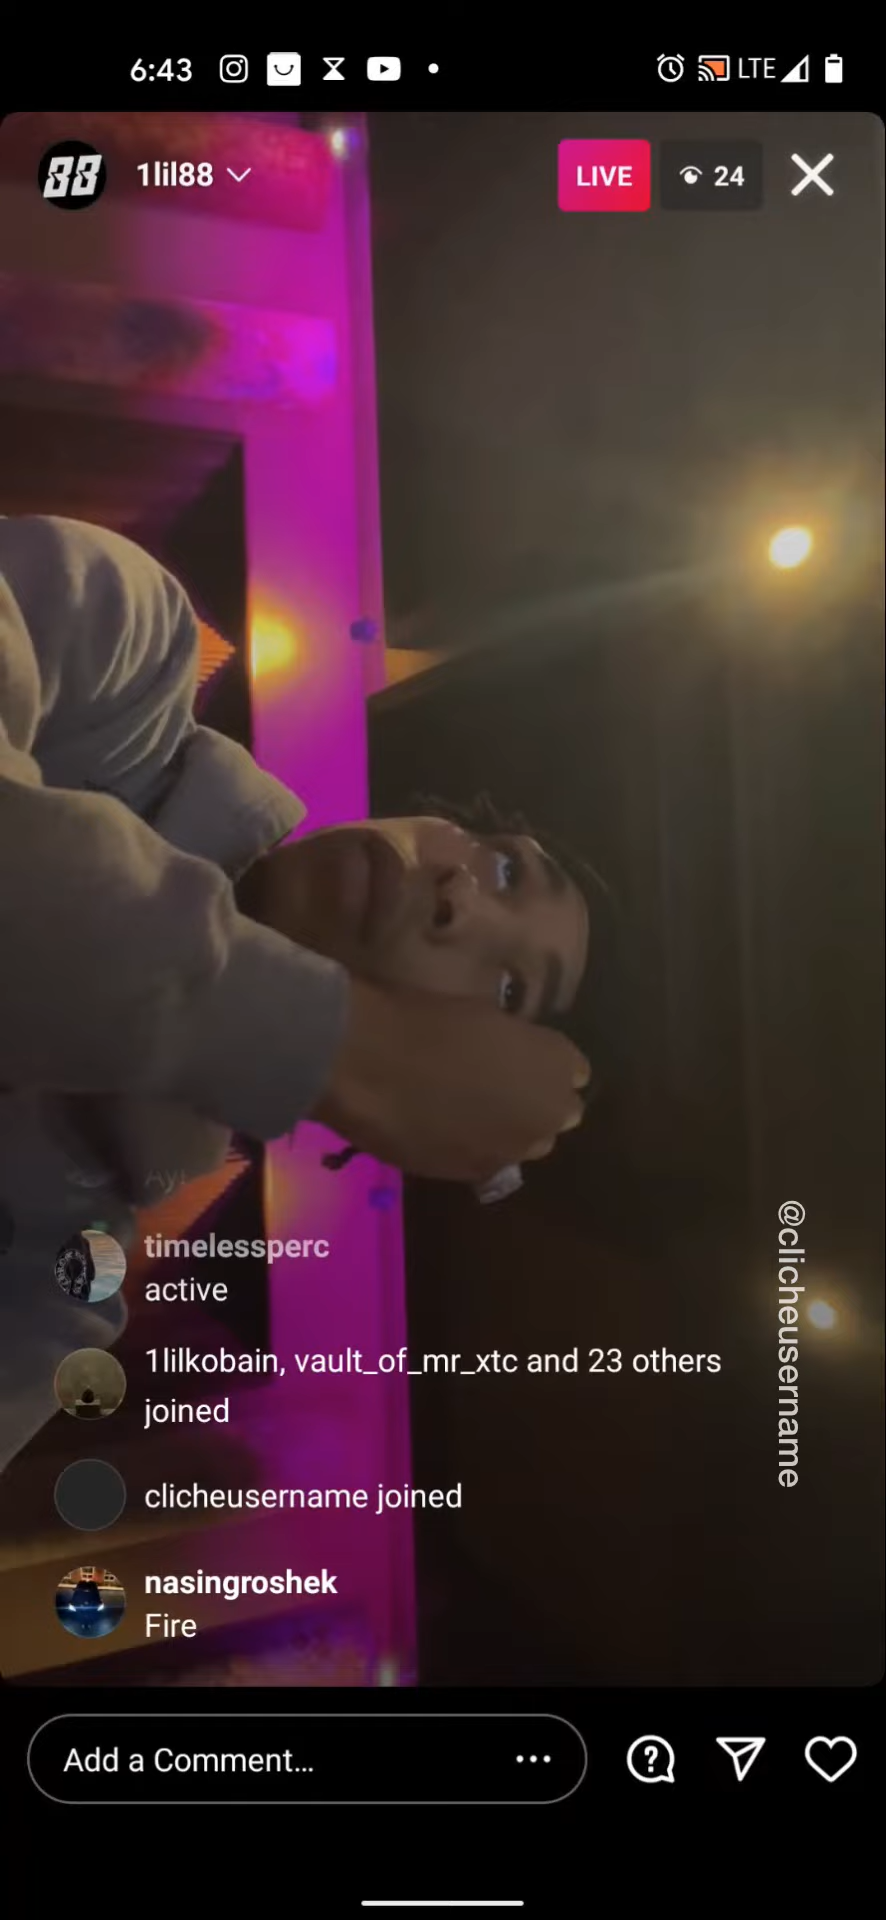 6:43
LTE
88
1lil88
LIVE
24
timelessperc
active
1lilkobain, vault_of_mr_xtc and 23 others
joined
clicheusername joined
nasingroshek
Fire
@clicheusername
Add a Comment...